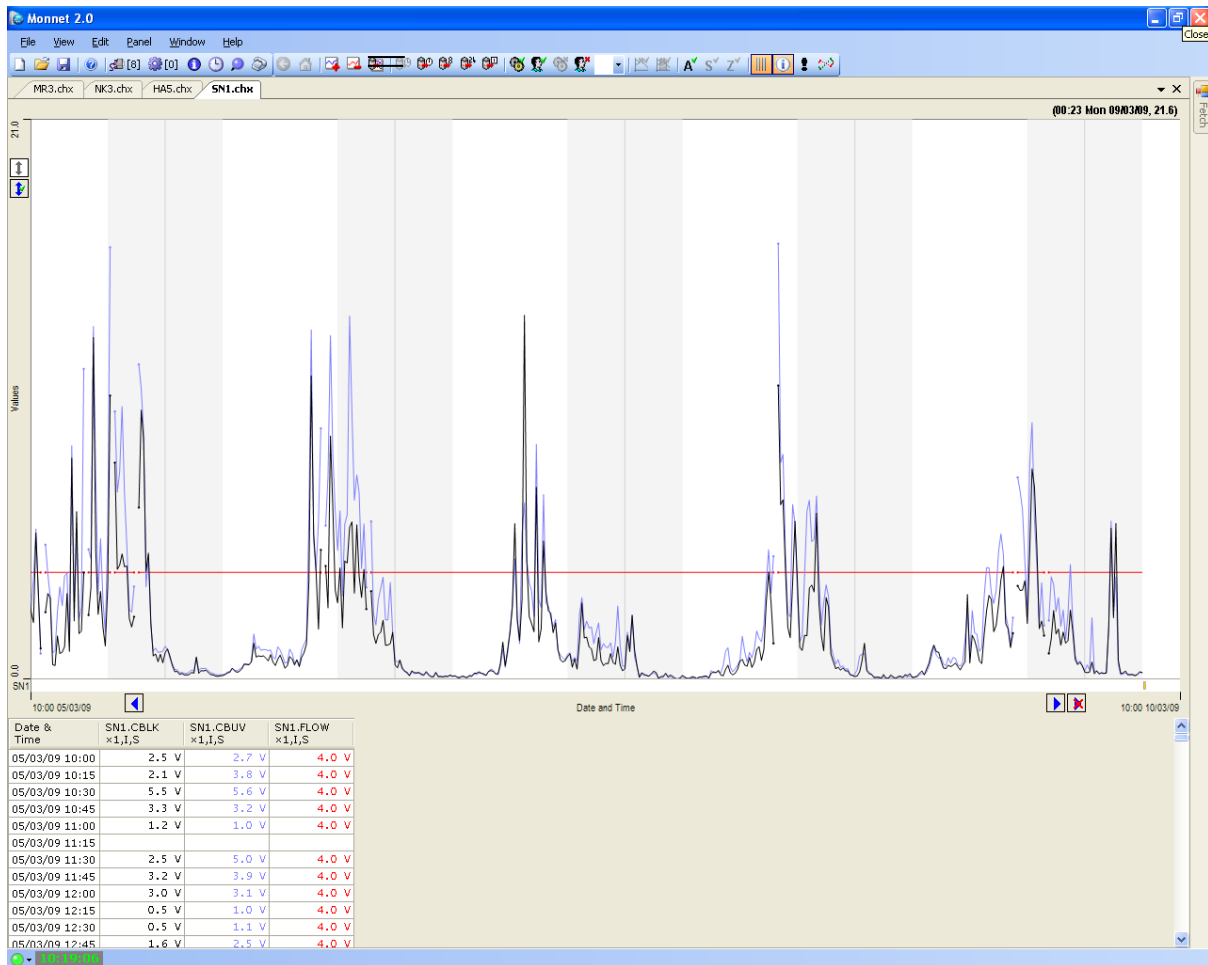 Monnet 2.0
Close
File View Edit Panel Window Help
[8] [0] A S Z
MR3.chx NK3.chx HA5.chx SN1.chx
Fetch
(00:23 Mon 09/03/09, 21.6)
21.0
Values
0.0
SN1
10:00 05/03/09 Date and Time 10:00 10/03/09
Date & Time SN1.CBLK ×1,I,S SN1.CBUV ×1,I,S SN1.FLOW ×1,I,S
05/03/09 10:00 2.5 V 2.7 V 4.0 V
05/03/09 10:15 2.1 V 3.8 V 4.0 V
05/03/09 10:30 5.5 V 5.6 V 4.0 V
05/03/09 10:45 3.3 V 3.2 V 4.0 V
05/03/09 11:00 1.2 V 1.0 V 4.0 V
05/03/09 11:15
05/03/09 11:30 2.5 V 5.0 V 4.0 V
05/03/09 11:45 3.2 V 3.9 V 4.0 V
05/03/09 12:00 3.0 V 3.1 V 4.0 V
05/03/09 12:15 0.5 V 1.0 V 4.0 V
05/03/09 12:30 0.5 V 1.1 V 4.0 V
05/03/09 12:45 1.6 V 2.5 V 4.0 V
10:19:06